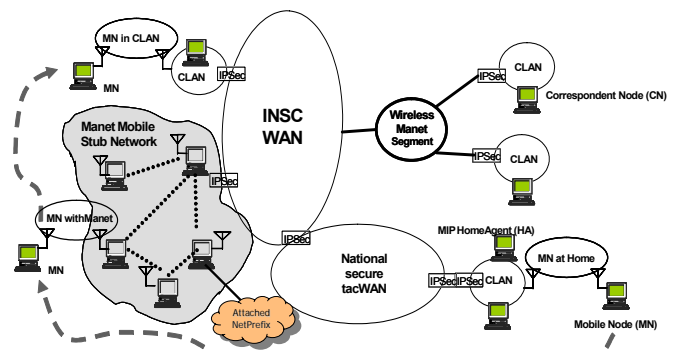 MN in CLAN
MN
CLAN
IPSec
INSC
WAN
Wireless
Manet
Segment
IPSec
CLAN
Correspondent Node (CN)
IPSec
CLAN
Manet Mobile
Stub Network
IPSec
MN withManet
MN
Attached
NetPrefix
IPSec
National
secure
tacWAN
IPSec
IPSec
MIP HomeAgent (HA)
CLAN
MN at Home
Mobile Node (MN)